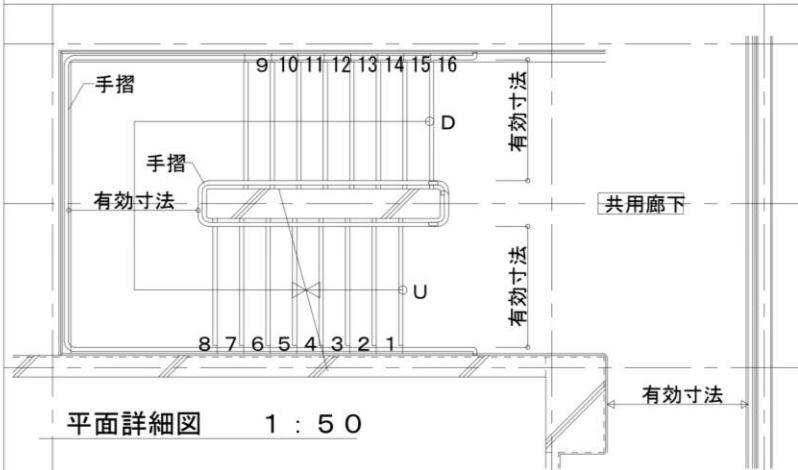 9 10 11 12 13 14 15 16
手摺
D
有効寸法
手摺
有効寸法
共用廊下
U
有効寸法
8 7 6 5 4 3 2 1
有効寸法
平面詳細図 1:50